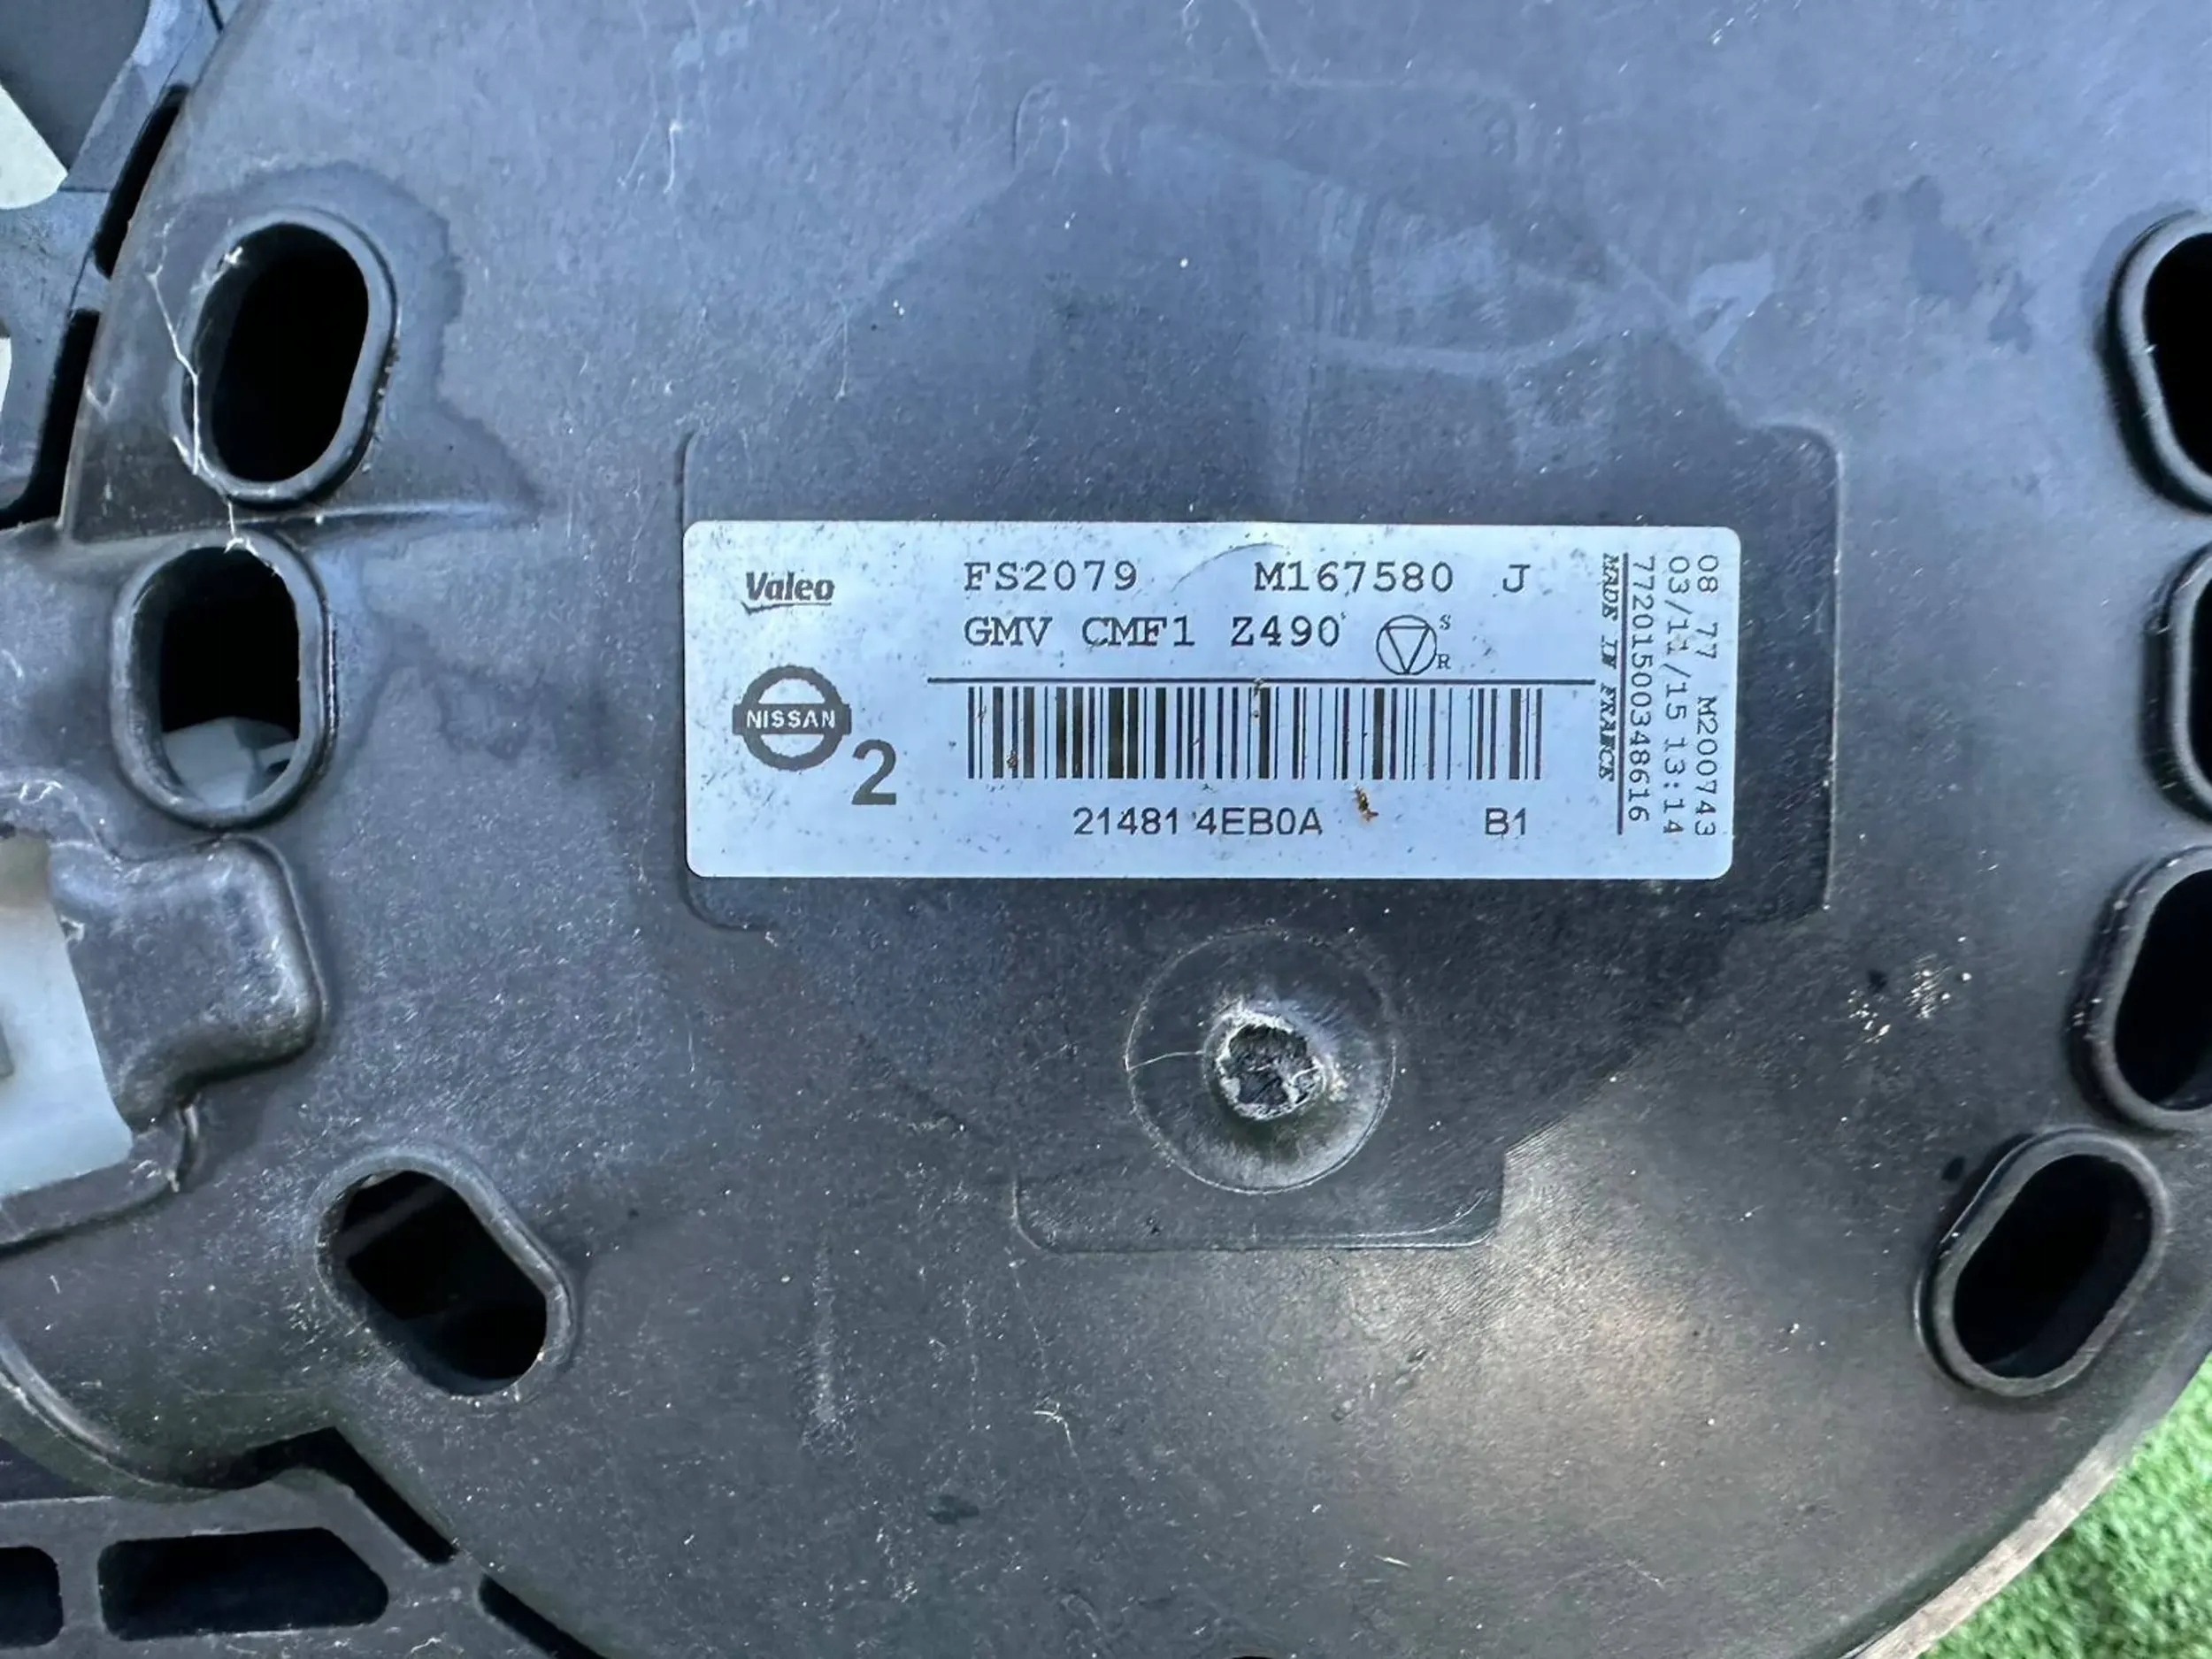 Valeo
FS2079 M167580 J
GMV CMF1 Z490 S R
NISSAN
2
21481 4EB0A B1
MADE IN FRANCE
77201500348616
03/11/15 13:14
08 77 M200743